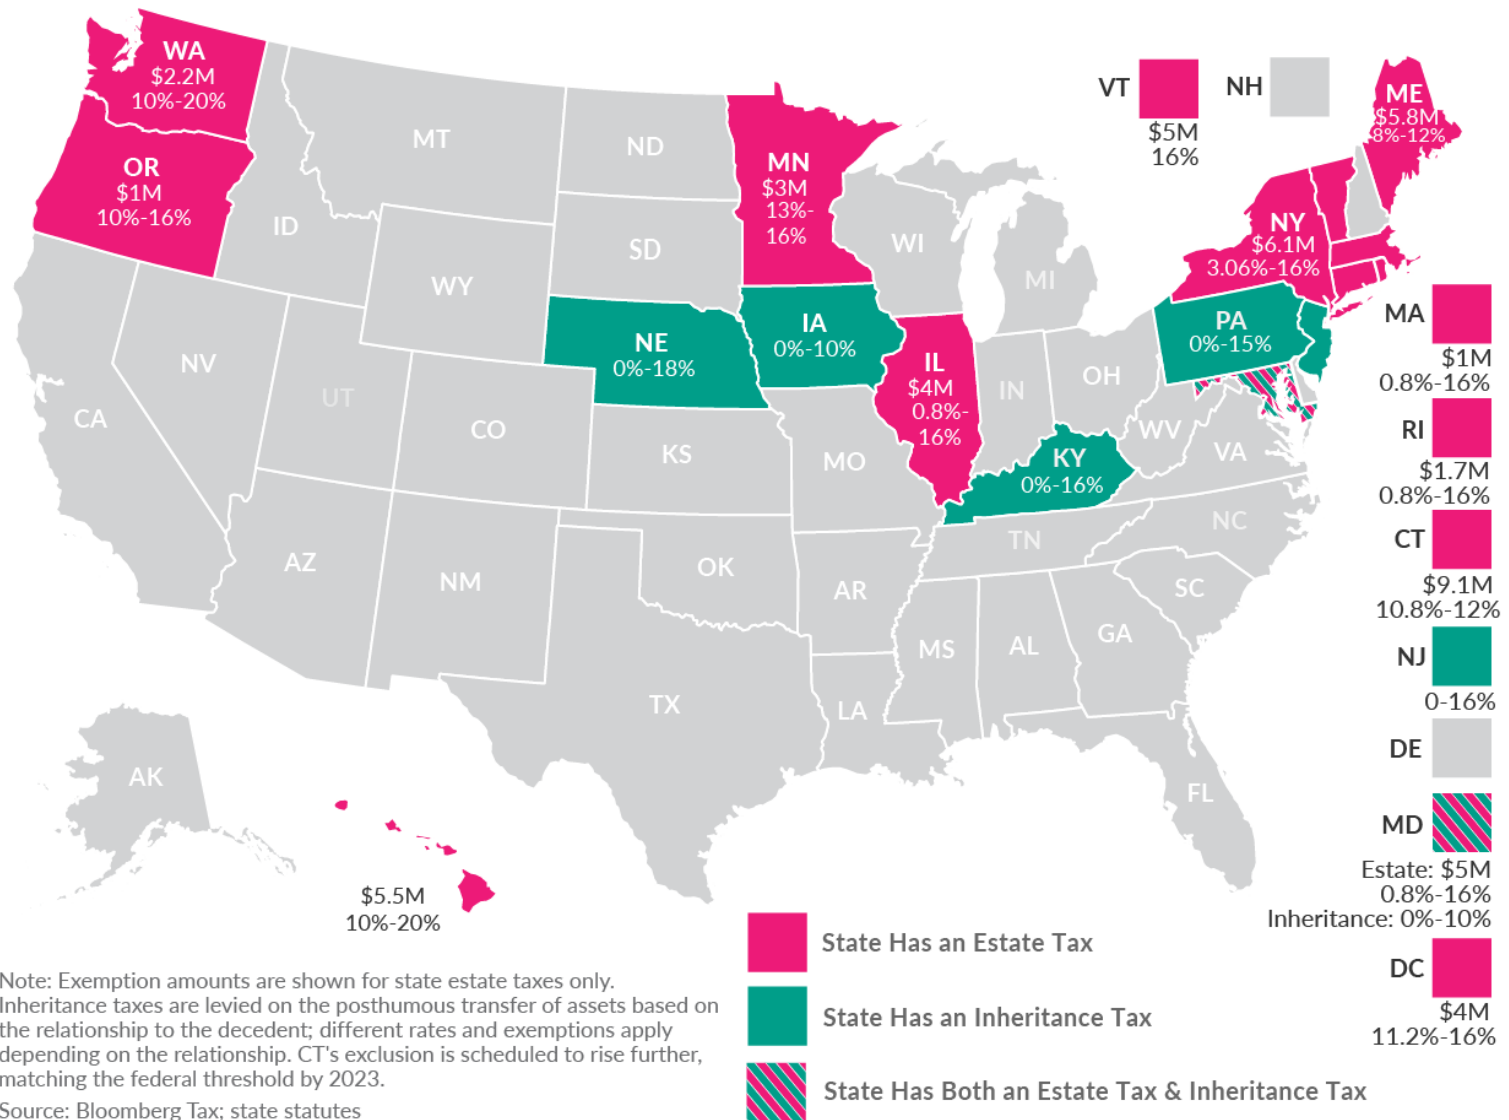 WA
$2.2M
10%-20%
OR
$1M
10%-16%
MT
ID
ND
SD
WY
MN
$3M
13%-
16%
WI
MI
VT
$5M
16%
NH
ME
$5.8M
8%-12%
NY
$6.1M
3.06%-16%
CA
NV
UT
CO
NE
0%-18%
IA
0%-10%
IL
$4M
0.8%-
16%
IN
OH
PA
0%-15%
KS
MO
KY
0%-16%
WV
VA
MA
$1M
0.8%-16%
RI
$1.7M
0.8%-16%
CT
$9.1M
10.8%-12%
NJ
0-16%
DE
MD
Estate: $5M
0.8%-16%
Inheritance: 0%-10%
DC
$4M
11.2%-16%
AZ
NM
OK
AR
TN
NC
SC
MS
AL
GA
TX
LA
FL
AK
$5.5M
10%-20%
State Has an Estate Tax
State Has an Inheritance Tax
State Has Both an Estate Tax & Inheritance Tax
Note: Exemption amounts are shown for state estate taxes only.
Inheritance taxes are levied on the posthumous transfer of assets based on
the relationship to the decedent; different rates and exemptions apply
depending on the relationship. CT's exclusion is scheduled to rise further,
matching the federal threshold by 2023.
Source: Bloomberg Tax; state statutes